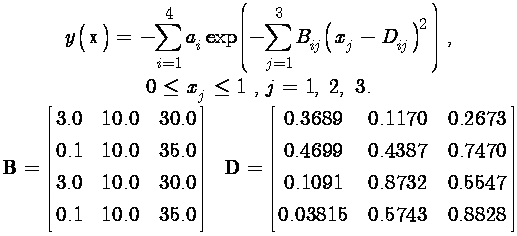 y(x) = −∑_{i=1}^{4} a_i exp(−∑_{j=1}^{3} B_{ij}(x_j − D_{ij})^2),
0 ≤ x_j ≤ 1 , j = 1, 2, 3.
B = [3.0 10.0 30.0 D = [0.3689 0.1170 0.2673
0.1 10.0 35.0 0.4699 0.4387 0.7470
3.0 10.0 30.0 0.1091 0.8732 0.5547
0.1 10.0 35.0] 0.03815 0.5743 0.8828]